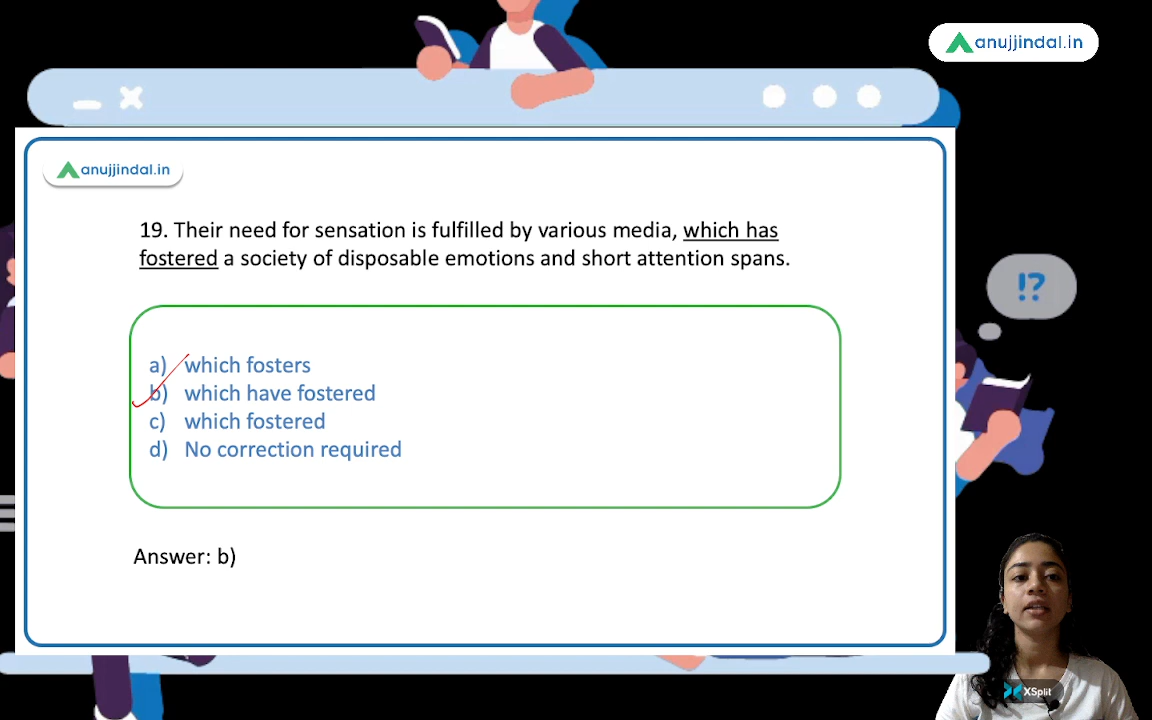 anujjindal.in
anujjindal.in
19. Their need for sensation is fulfilled by various media, which has
fostered a society of disposable emotions and short attention spans.
!?
a) which fosters
b) which have fostered
c) which fostered
d) No correction required
Answer: b)
XSplit